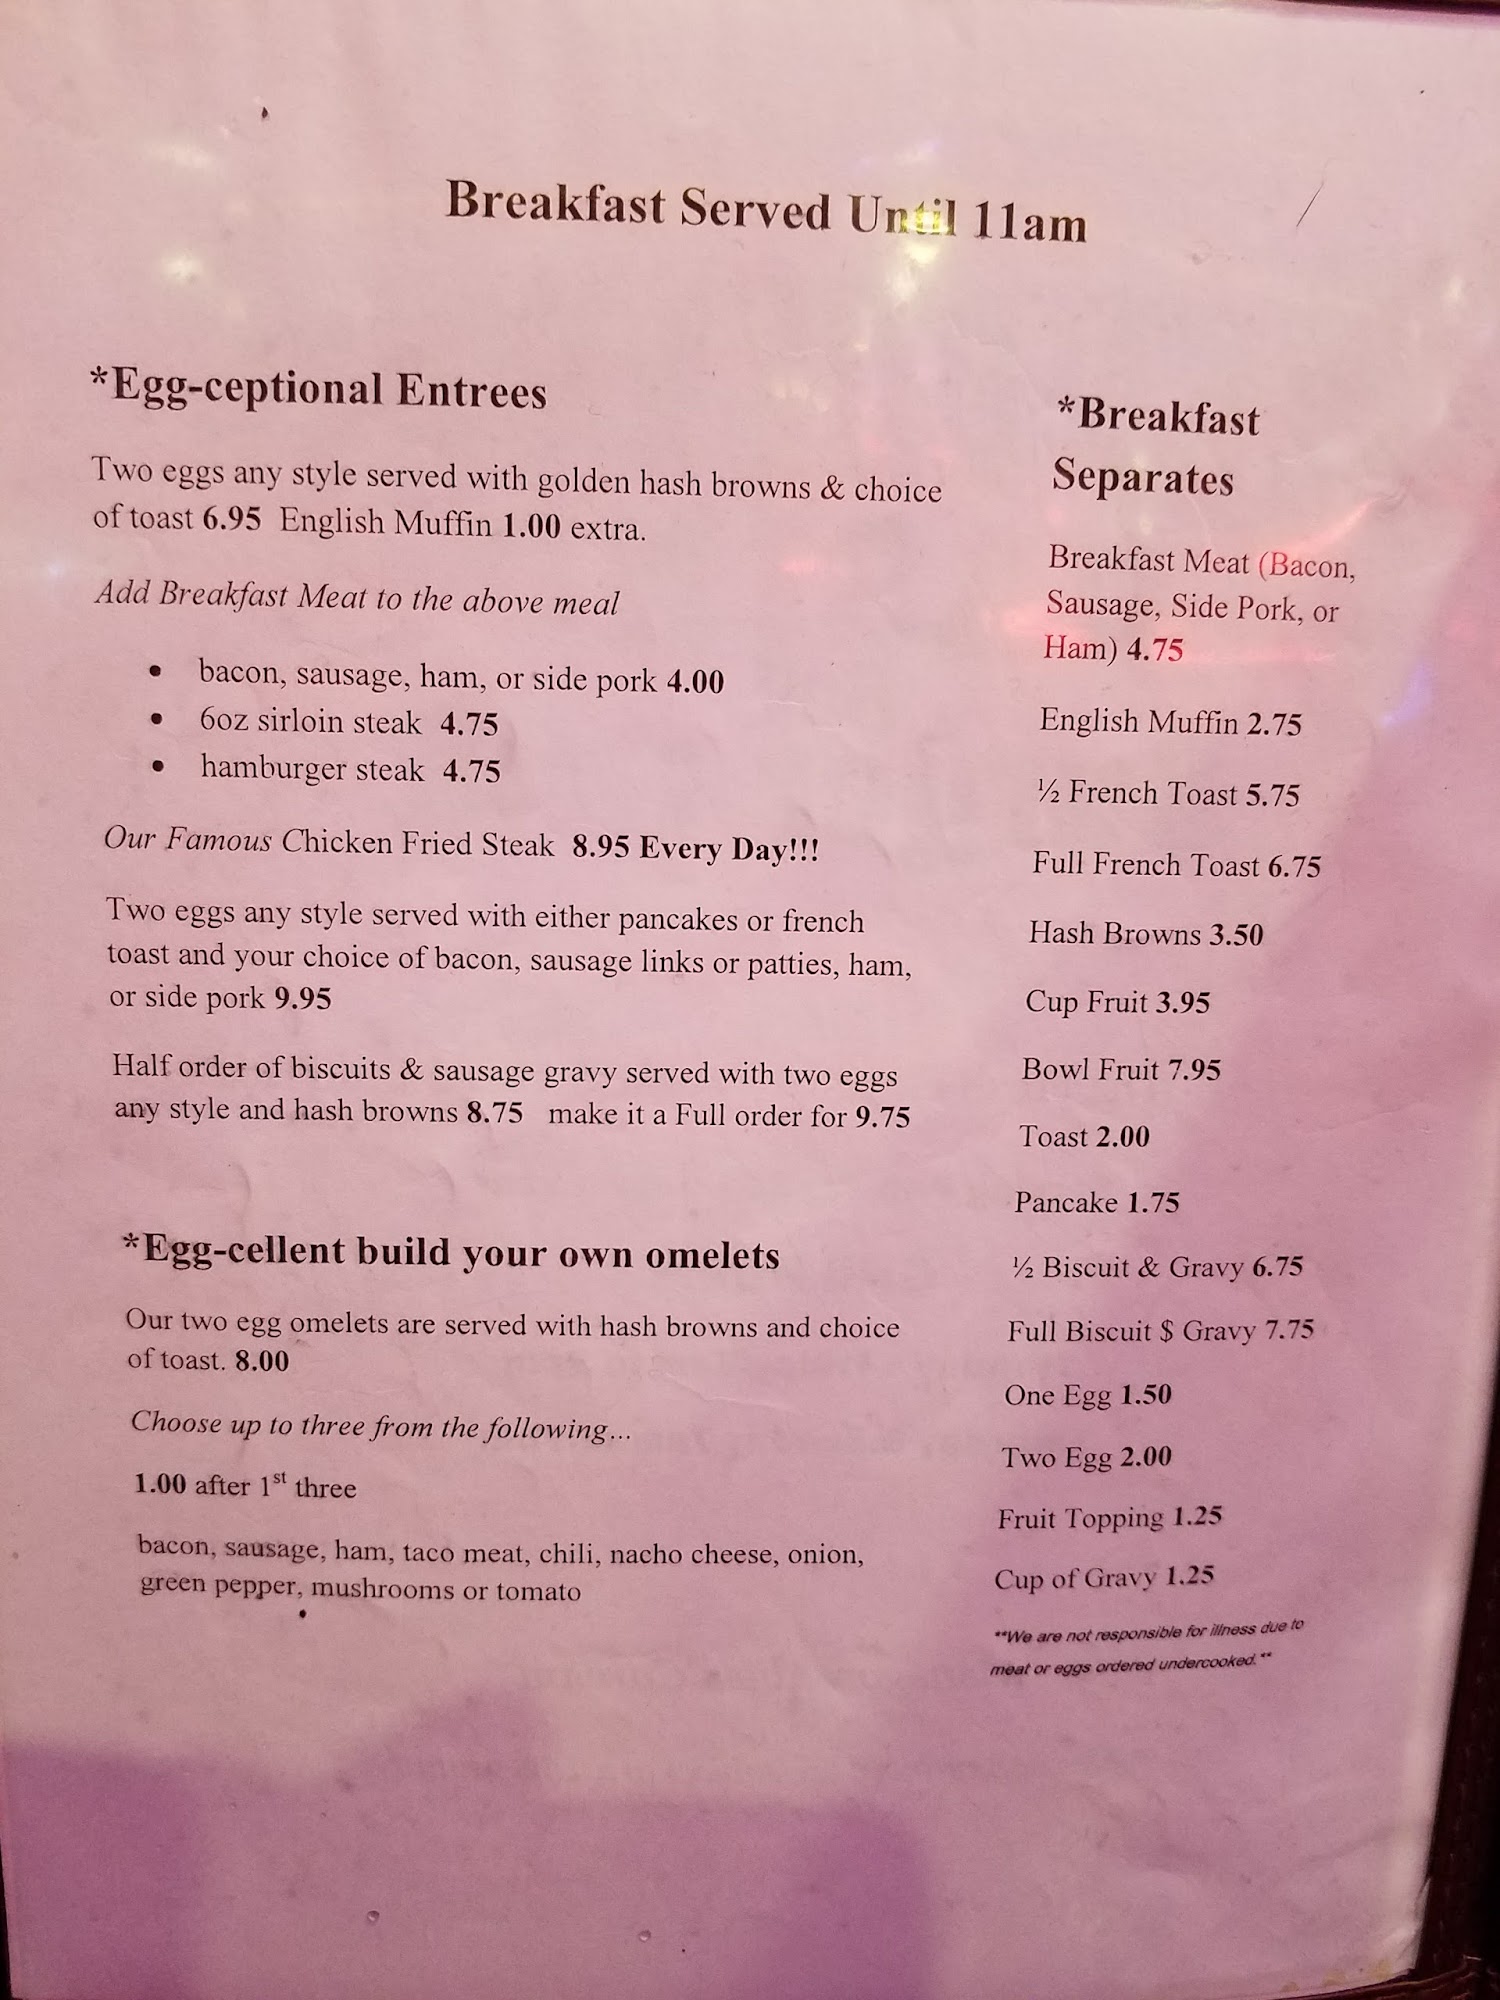 Breakfast Served Until 11am
*Egg-ceptional Entrees
Two eggs any style served with golden hash browns & choice
of toast 6.95 English Muffin 1.00 extra.
Add Breakfast Meat to the above meal
• bacon, sausage, ham, or side pork 4.00
• 6oz sirloin steak 4.75
• hamburger steak 4.75
Our Famous Chicken Fried Steak 8.95 Every Day!!!
Two eggs any style served with either pancakes or french
toast and your choice of bacon, sausage links or patties, ham,
or side pork 9.95
Half order of biscuits & sausage gravy served with two eggs
any style and hash browns 8.75 make it a Full order for 9.75
*Egg-cellent build your own omelets
Our two egg omelets are served with hash browns and choice
of toast. 8.00
Choose up to three from the following...
1.00 after 1st three
bacon, sausage, ham, taco meat, chili, nacho cheese, onion,
green pepper, mushrooms or tomato
*Breakfast
Separates
Breakfast Meat (Bacon,
Sausage, Side Pork, or
Ham) 4.75
English Muffin 2.75
½ French Toast 5.75
Full French Toast 6.75
Hash Browns 3.50
Cup Fruit 3.95
Bowl Fruit 7.95
Toast 2.00
Pancake 1.75
½ Biscuit & Gravy 6.75
Full Biscuit $ Gravy 7.75
One Egg 1.50
Two Egg 2.00
Fruit Topping 1.25
Cup of Gravy 1.25
**We are not responsible for illness due to
meat or eggs ordered undercooked.**